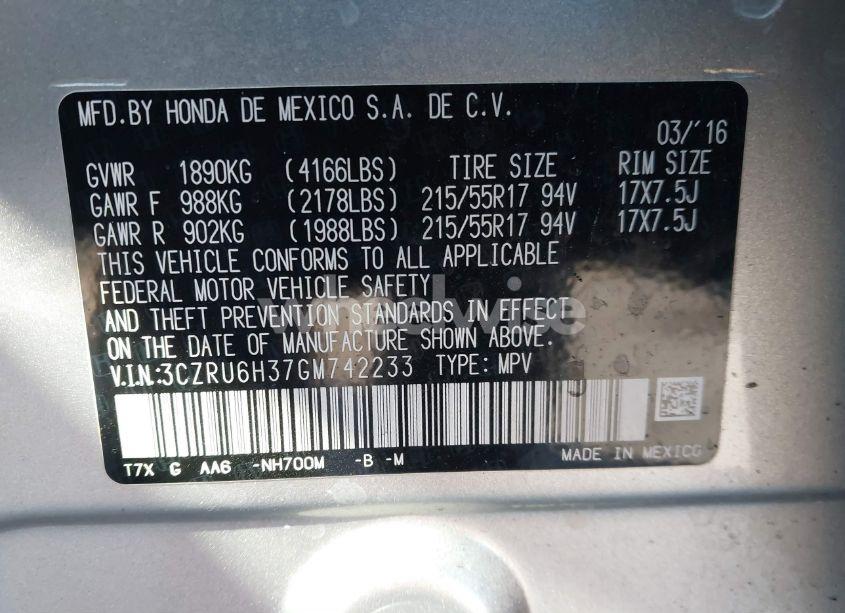 MFD.BY HONDA DE MEXICO S.A. DE C.V.
03/'16
GVWR 1890KG (4166LBS) TIRE SIZE RIM SIZE
GAWR F 988KG (2178LBS) 215/55R17 94V 17X7.5J
GAWR R 902KG (1988LBS) 215/55R17 94V 17X7.5J
THIS VEHICLE CONFORMS TO ALL APPLICABLE
FEDERAL MOTOR VEHICLE SAFETY
AND THEFT PREVENTION STANDARDS IN EFFECT
ON THE DATE OF MANUFACTURE SHOWN ABOVE.
V.I.N:3CZRU6H37GM742233 TYPE: MPV
T7X G AA6 -NH700M -B -M MADE IN MEXICO
wheelwise